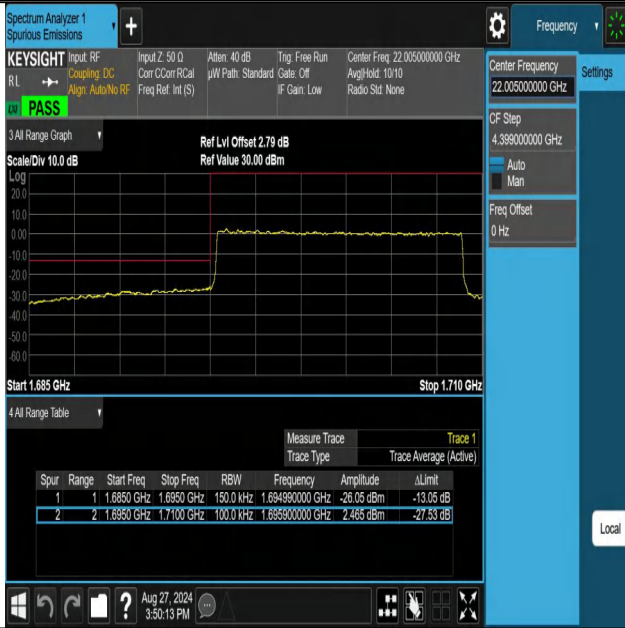 Spectrum Analyzer 1
Spurious Emissions
Frequency
KEYSIGHT
RL
PASS
Input: RF
Coupling: DC
Align: Auto/No RF
Input Z: 50 Ω
Corr CCorr RCal
Freq Ref: Int (S)
Atten: 40 dB
µW Path: Standard
Trig: Free Run
Gate: Off
IF Gain: Low
Center Freq: 22.005000000 GHz
Avg|Hold: 10/10
Radio Std: None
Center Frequency
22.005000000 GHz
Settings
CF Step
4.399000000 GHz
Auto
Man
Freq Offset
0 Hz
3 All Range Graph
Scale/Div 10.0 dB
Ref Lvl Offset 2.79 dB
Ref Value 30.00 dBm
Log
20.0
10.0
0.00
-10.0
-20.0
-30.0
-40.0
-50.0
-60.0
Start 1.685 GHz
Stop 1.710 GHz
4 All Range Table
Measure Trace Trace 1
Trace Type Trace Average (Active)
Spur Range Start Freq Stop Freq RBW Frequency Amplitude ΔLimit
1 1 1.6850 GHz 1.6950 GHz 150.0 kHz 1.694990000 GHz -26.05 dBm -13.05 dB
2 2 1.6950 GHz 1.7100 GHz 100.0 kHz 1.695900000 GHz 2.465 dBm -27.53 dB
Local
Aug 27, 2024
3:50:13 PM